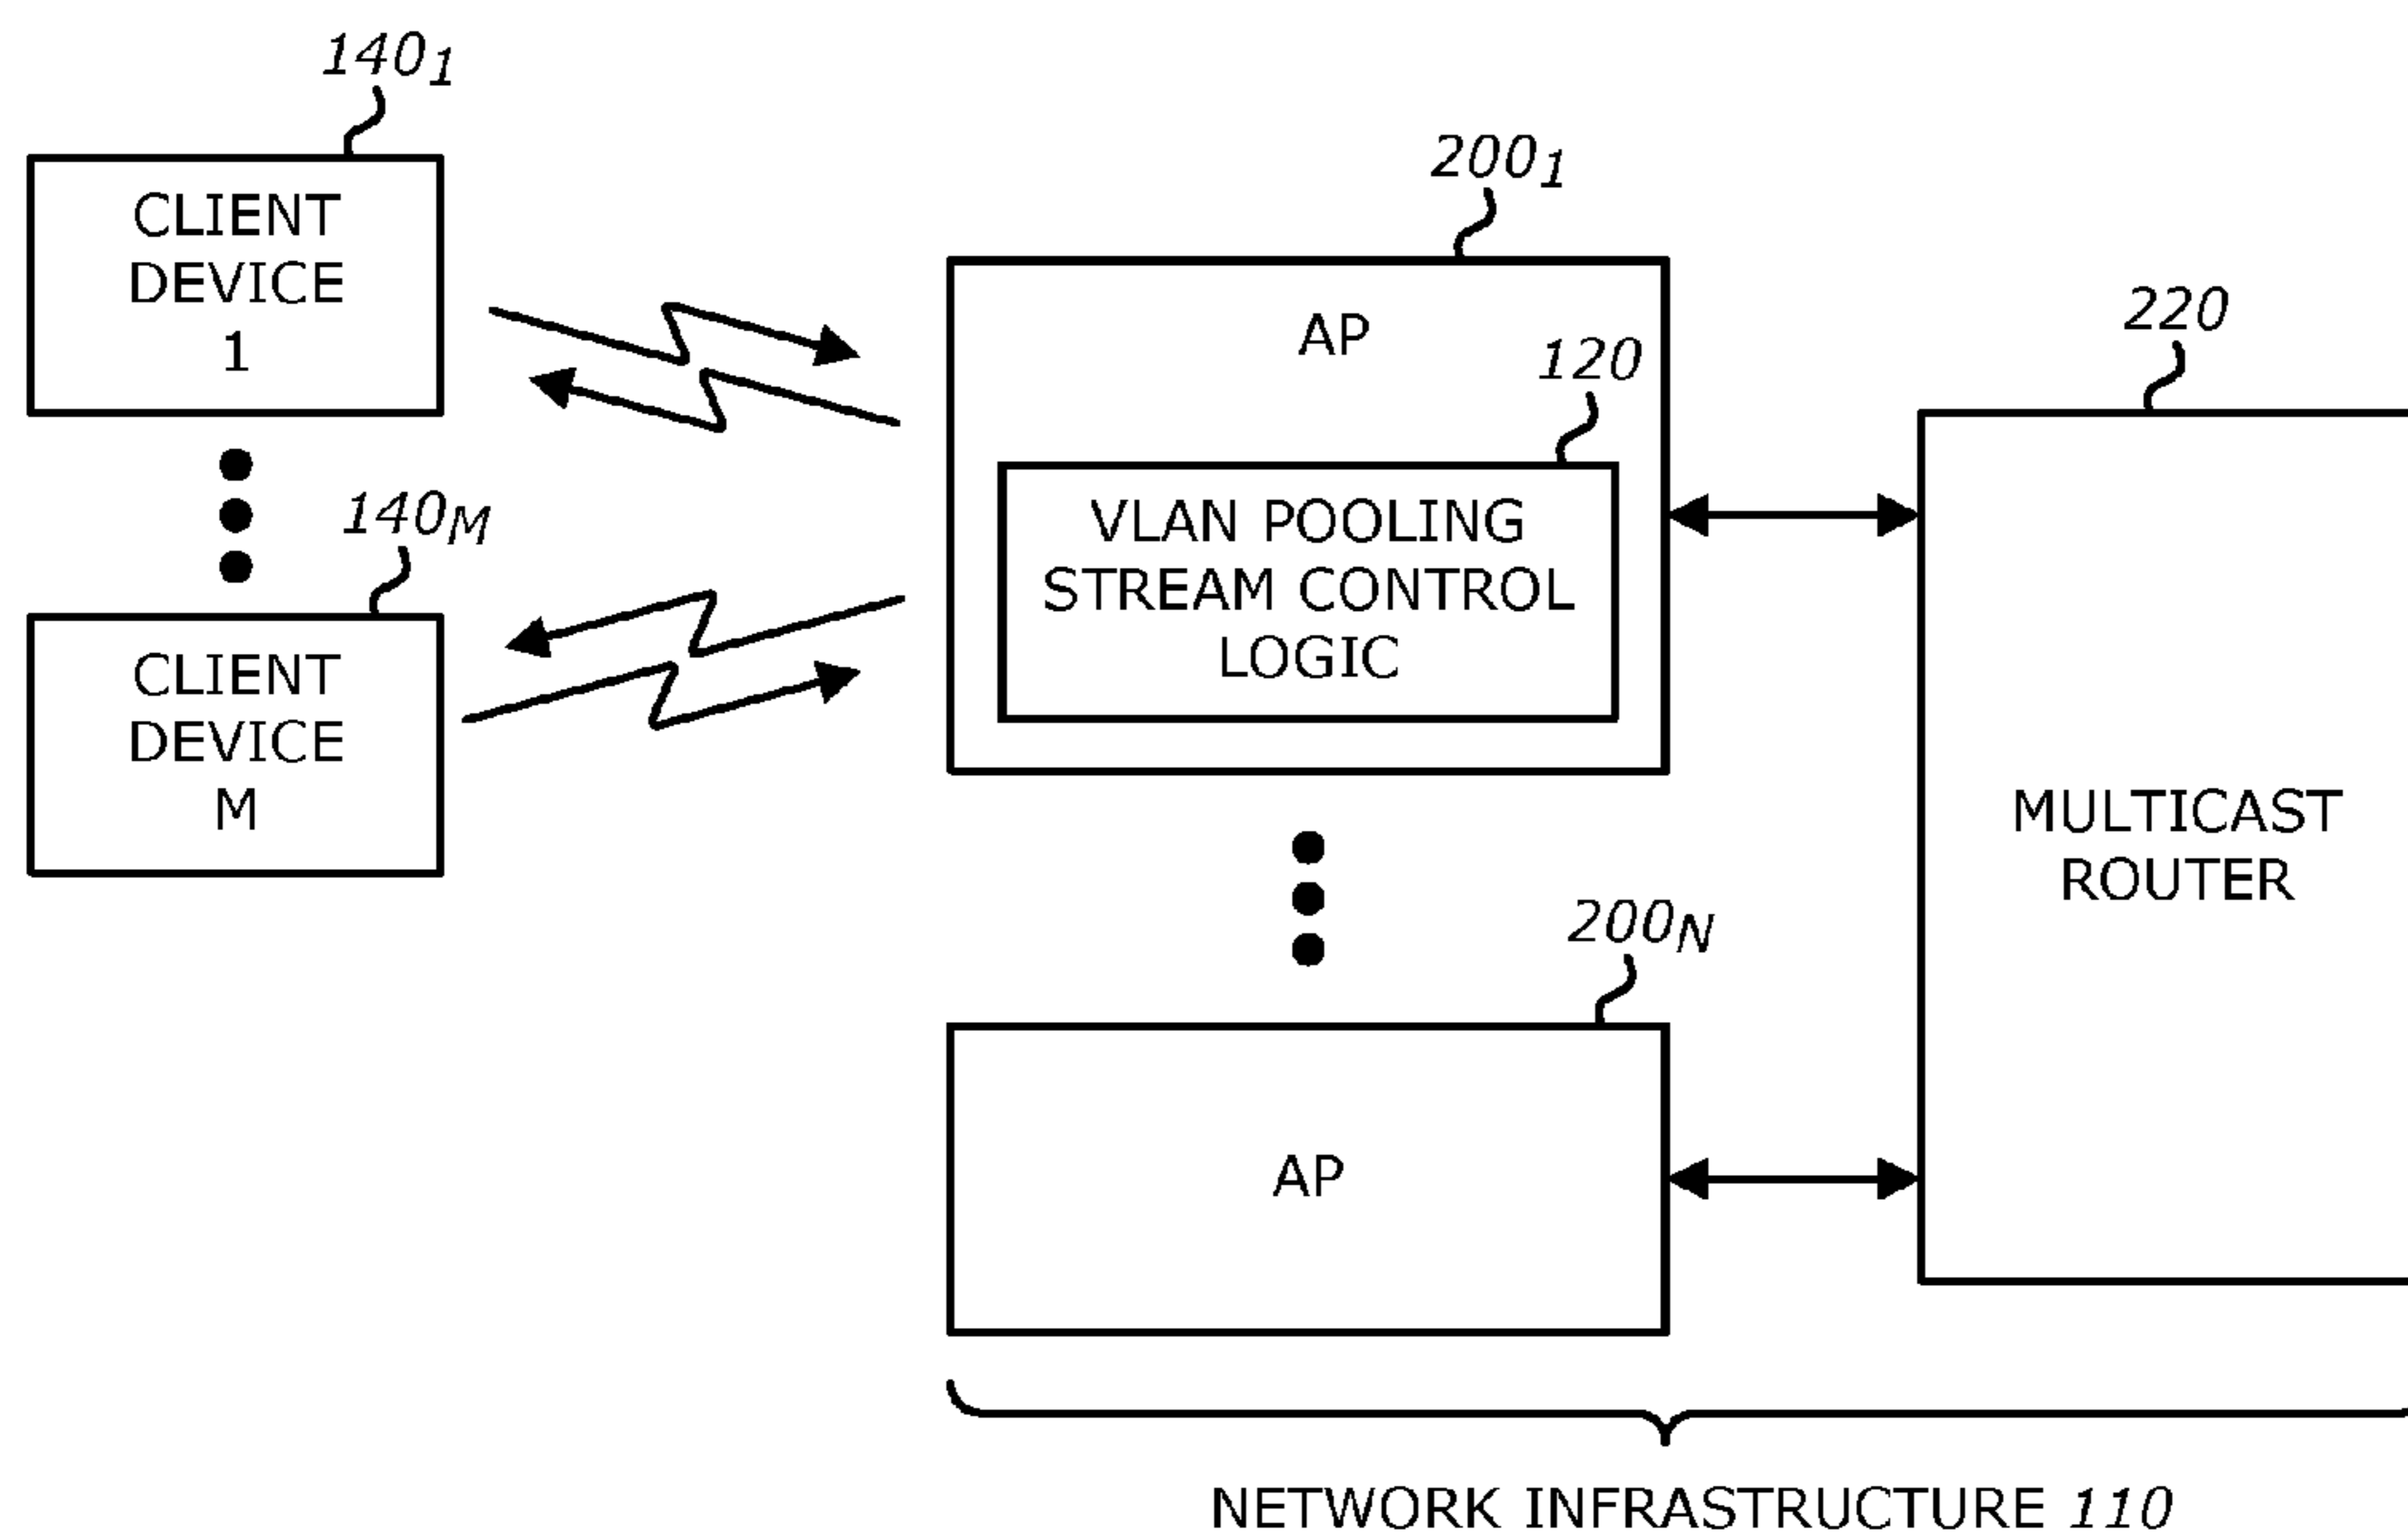 140₁
CLIENT
DEVICE
1
140M
CLIENT
DEVICE
M
200₁
AP
120
VLAN POOLING
STREAM CONTROL
LOGIC
200N
AP
220
MULTICAST
ROUTER
NETWORK INFRASTRUCTURE 110